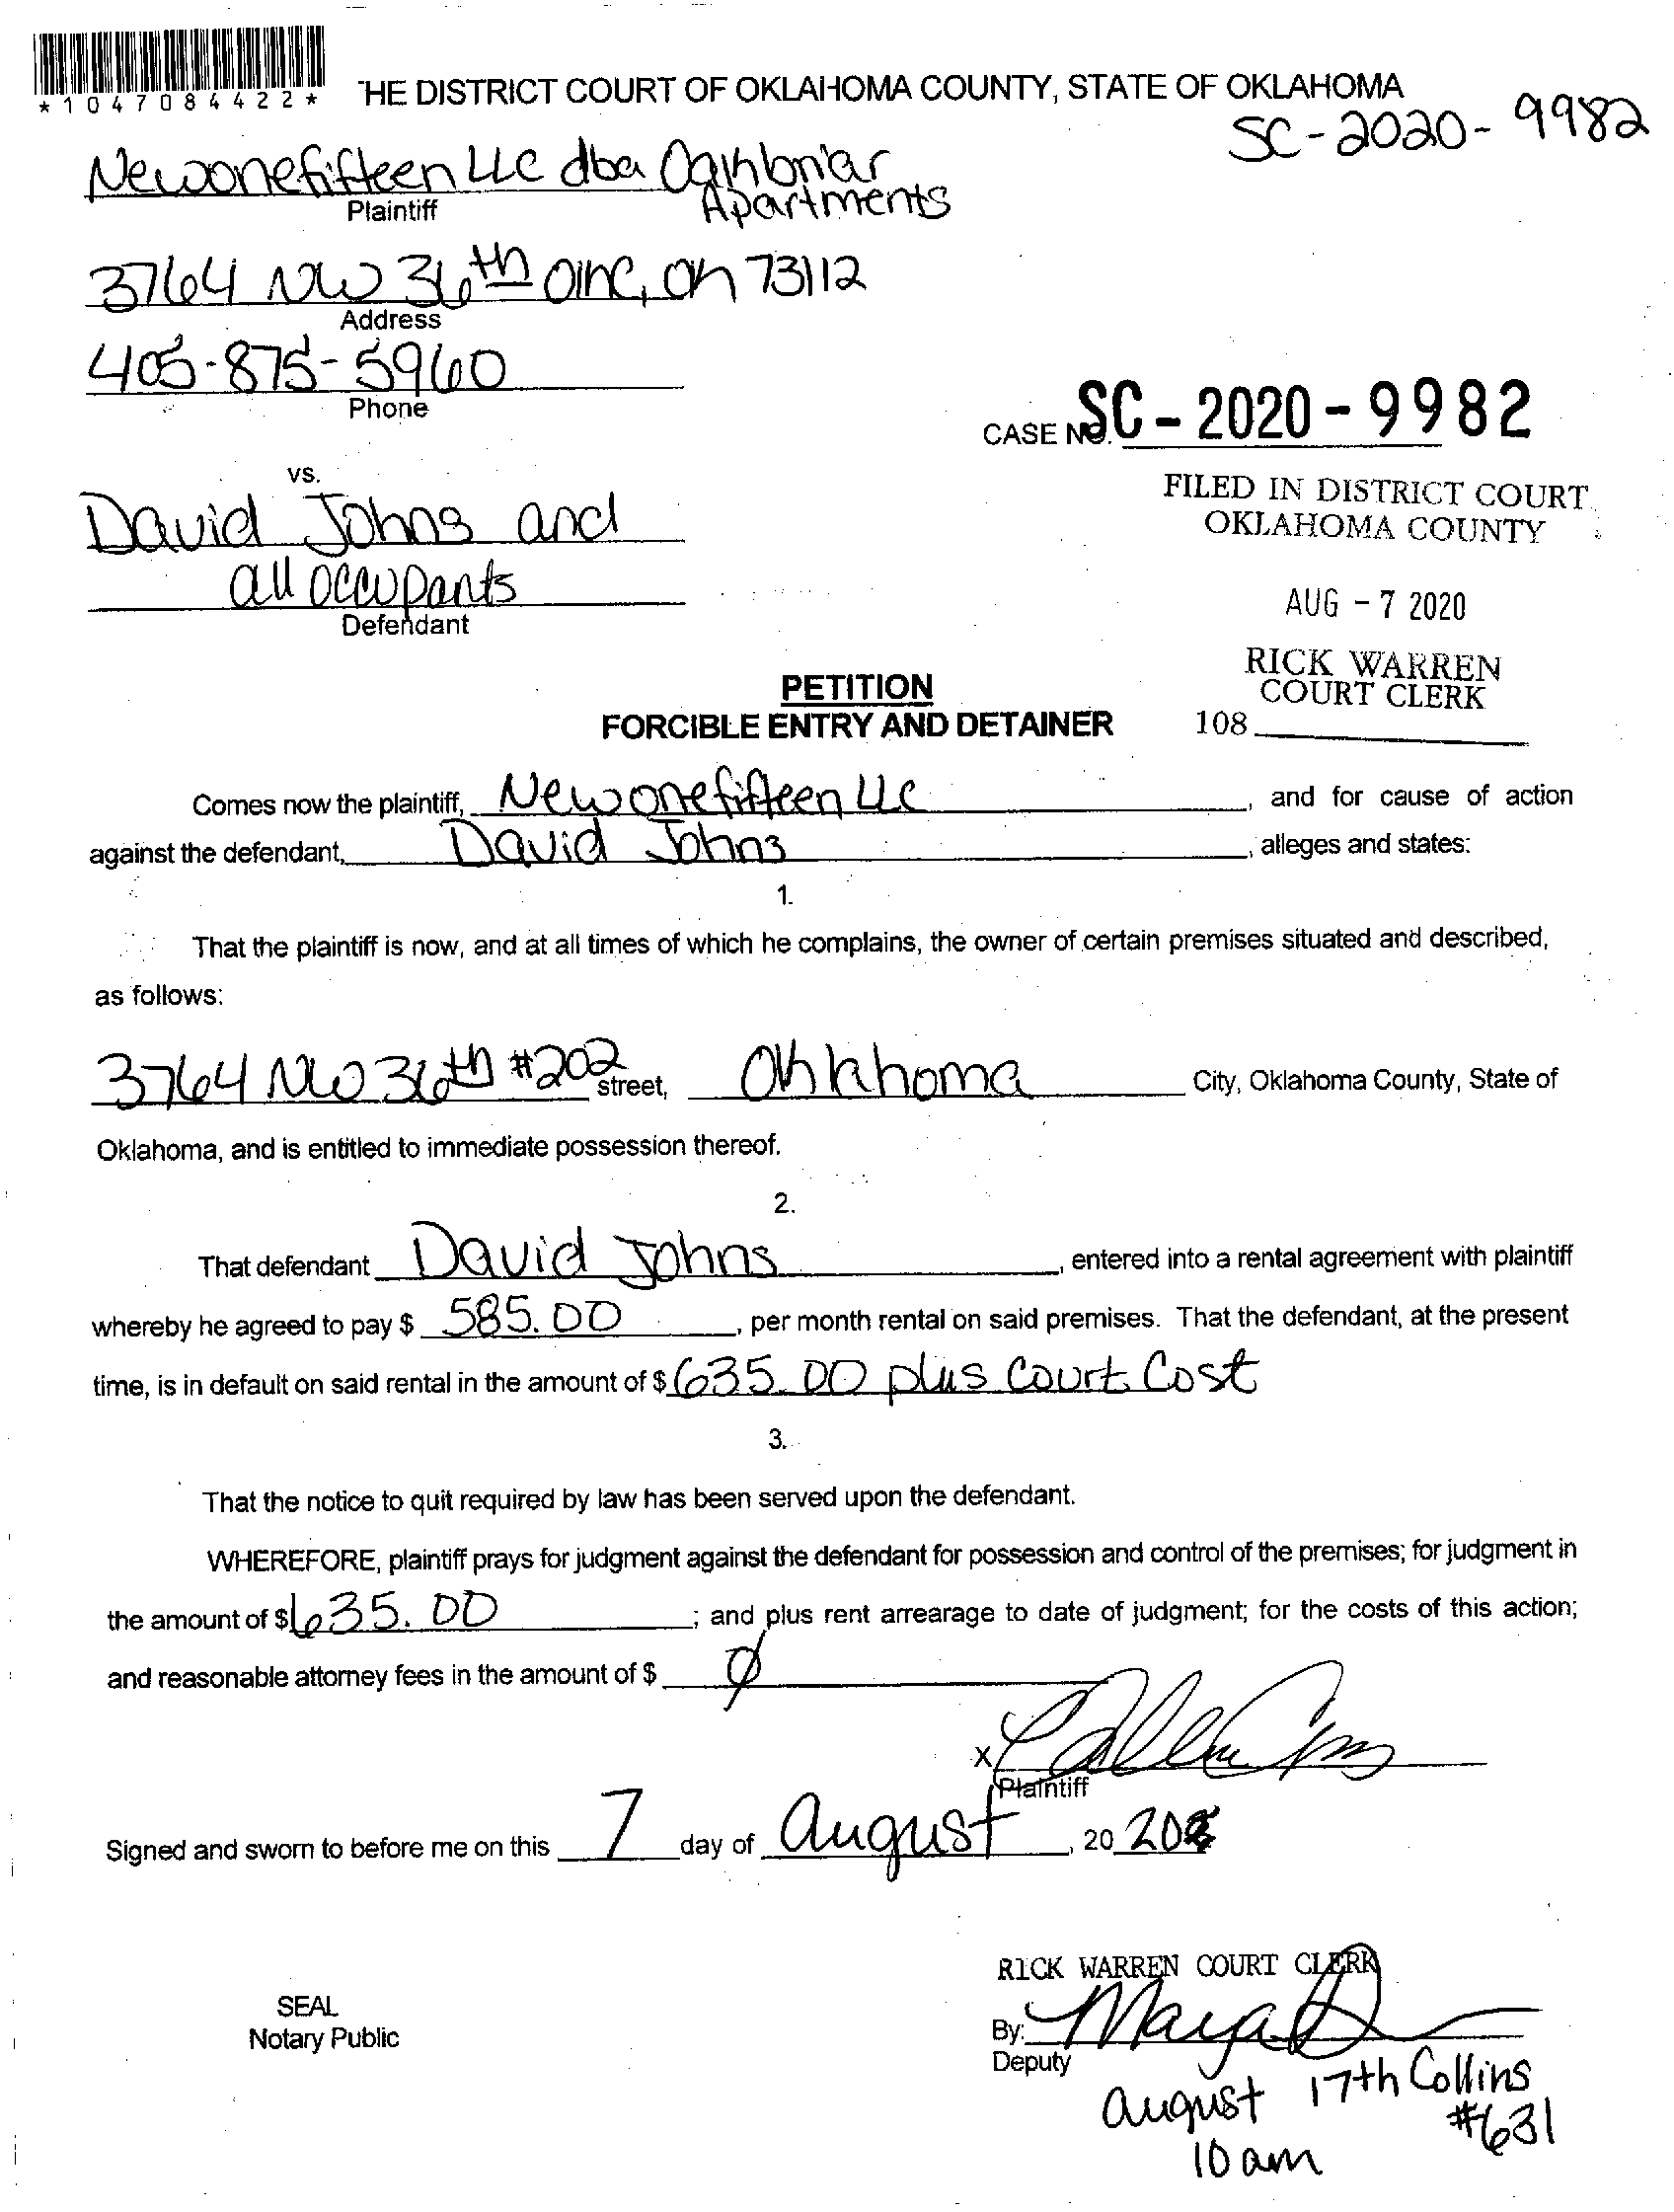 *1047084422*
THE DISTRICT COURT OF OKLAHOMA COUNTY, STATE OF OKLAHOMA
SC-2020-9982
Newonefifteen LLC dba Oakbriar
Apartments
Plaintiff
3764 NW 36th OKC, OK 73112
Address
405-875-5960
Phone
CASE NO. SC-2020-9982
vs.
FILED IN DISTRICT COURT
OKLAHOMA COUNTY
David Johns and
all occupants
Defendant
AUG -7 2020
RICK WARREN
COURT CLERK
108
PETITION
FORCIBLE ENTRY AND DETAINER
Comes now the plaintiff, Newonefifteen LLC, and for cause of action
against the defendant, David Johns, alleges and states:
1.
That the plaintiff is now, and at all times of which he complains, the owner of certain premises situated and described,
as follows:
3764 NW 36th #202 street, Oklahoma City, Oklahoma County, State of
Oklahoma, and is entitled to immediate possession thereof.
2.
That defendant David Johns, entered into a rental agreement with plaintiff
whereby he agreed to pay $ 585.00, per month rental on said premises. That the defendant, at the present
time, is in default on said rental in the amount of $ 635.00 plus Court Cost
3.
That the notice to quit required by law has been served upon the defendant.
WHEREFORE, plaintiff prays for judgment against the defendant for possession and control of the premises; for judgment in
the amount of $ 635.00; and plus rent arrearage to date of judgment; for the costs of this action;
and reasonable attorney fees in the amount of $ 0
X
Plaintiff
Signed and sworn to before me on this 7 day of August, 20
RICK WARREN COURT CLERK
SEAL
Notary Public
By: Maya
Deputy
August 17th Collins
#631
10 am